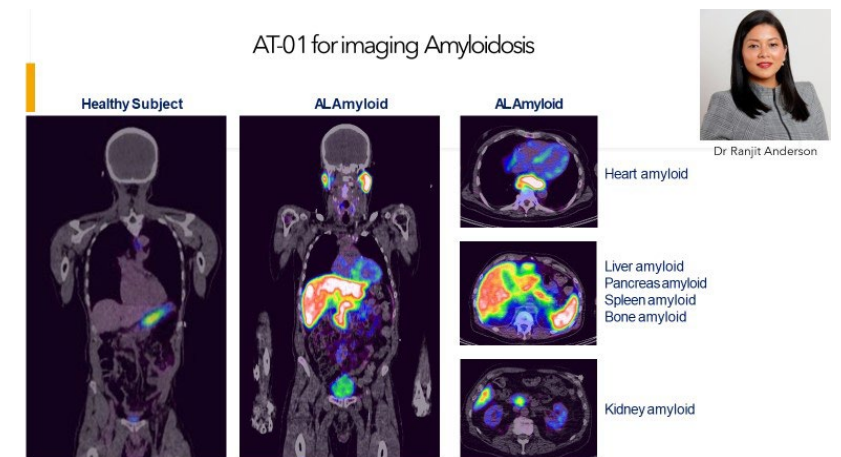 AT-01 for imaging Amyloidosis
Dr Ranjit Anderson
Healthy Subject
AL Amyloid
AL Amyloid
Heart amyloid
Liver amyloid
Pancreas amyloid
Spleen amyloid
Bone amyloid
Kidney amyloid